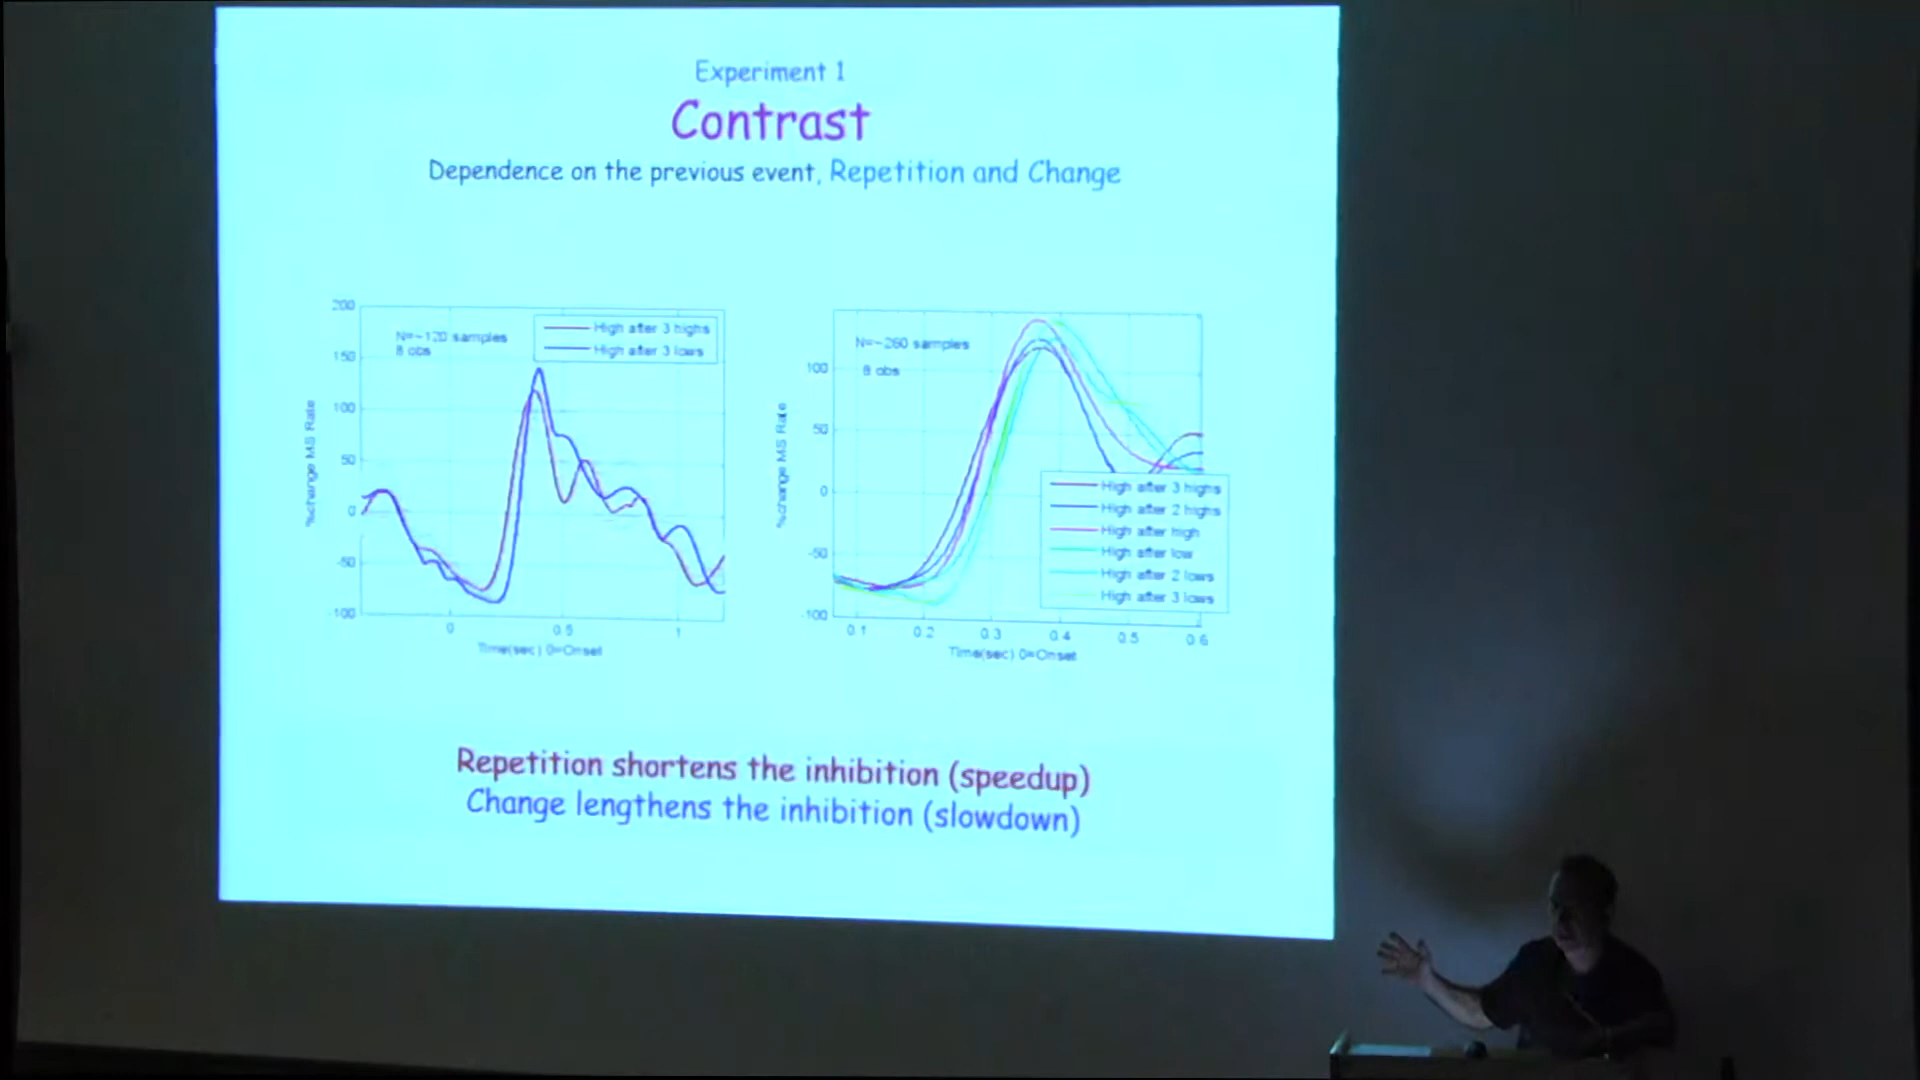 Experiment 1
Contrast
Dependence on the previous event, Repetition and Change
200
150
100
50
0
-50
-100
%change MS Rate
N=~120 samples
8 obs
High after 3 highs
High after 3 lows
0
0.5
1
Time(sec) 0=Onset
100
50
0
-50
-100
%change MS Rate
N=~260 samples
8 obs
High after 3 highs
High after 2 highs
High after high
High after low
High after 2 lows
High after 3 lows
0.1
0.2
0.3
0.4
0.5
0.6
Time(sec) 0=Onset
Repetition shortens the inhibition (speedup)
Change lengthens the inhibition (slowdown)